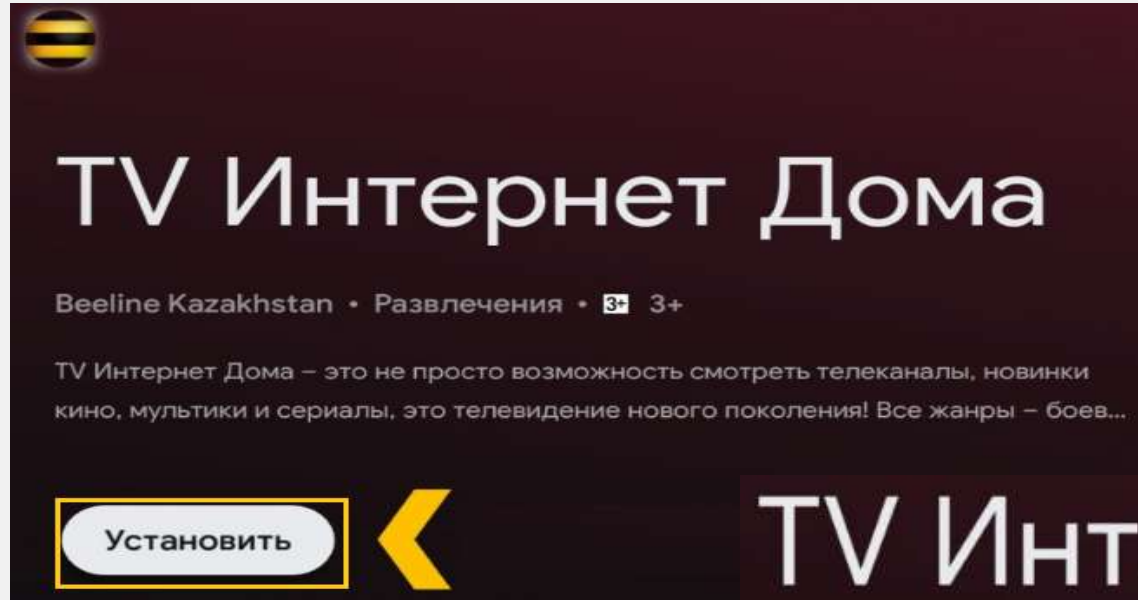 TV Интернет Дома
Beeline Kazakhstan • Развлечения • 3+ 3+
TV Интернет Дома – это не просто возможность смотреть телеканалы, новинки
кино, мультики и сериалы, это телевидение нового поколения! Все жанры – боев...
Установить
TV Инт